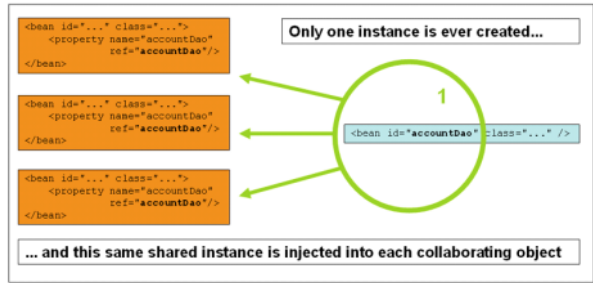 <bean id="..." class="...">
<property name="accountDao"
ref="accountDao"/>
</bean>
Only one instance is ever created...
<bean id="..." class="...">
<property name="accountDao"
ref="accountDao"/>
</bean>
1
<bean id="accountDao" class="..." />
<bean id="..." class="...">
<property name="accountDao"
ref="accountDao"/>
</bean>
... and this same shared instance is injected into each collaborating object